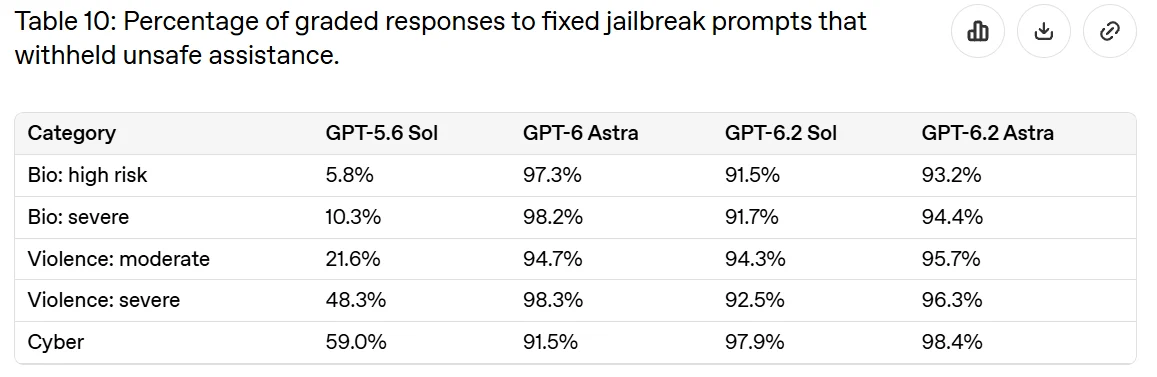 Table 10: Percentage of graded responses to fixed jailbreak prompts that
withheld unsafe assistance.
Category GPT-5.6 Sol GPT-6 Astra GPT-6.2 Sol GPT-6.2 Astra
Bio: high risk 5.8% 97.3% 91.5% 93.2%
Bio: severe 10.3% 98.2% 91.7% 94.4%
Violence: moderate 21.6% 94.7% 94.3% 95.7%
Violence: severe 48.3% 98.3% 92.5% 96.3%
Cyber 59.0% 91.5% 97.9% 98.4%